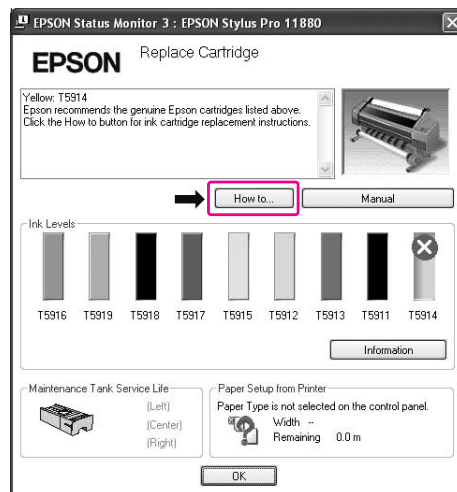 EPSON Status Monitor 3 : EPSON Stylus Pro 11880
EPSON
Replace Cartridge
Yellow: T5914
Epson recommends the genuine Epson cartridges listed above.
Click the How to button for ink cartridge replacement instructions.
How to...
Manual
Ink Levels
T5916 T5919 T5918 T5917 T5915 T5912 T5913 T5911 T5914
Information
Maintenance Tank Service Life
(Left)
(Center)
(Right)
Paper Setup from Printer
Paper Type is not selected on the control panel.
Width --
Remaining 0.0 m
OK